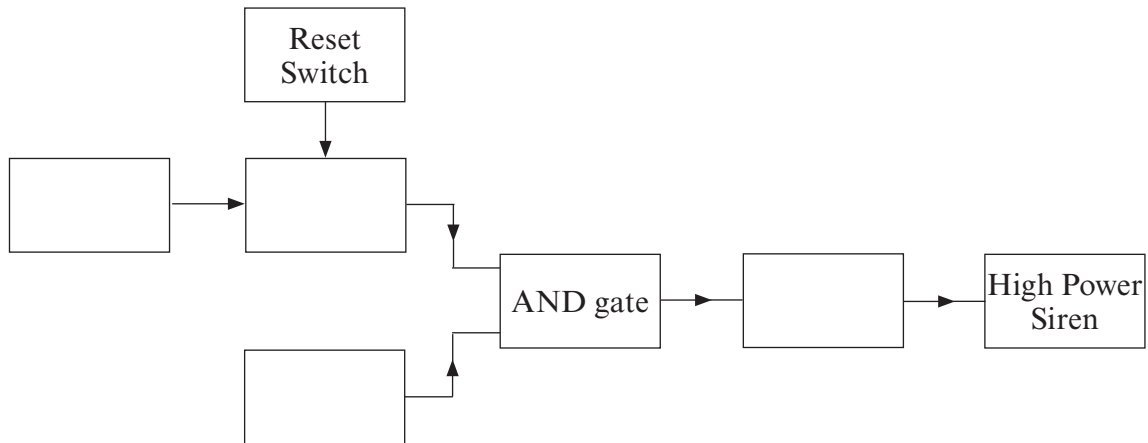 Reset
Switch
AND gate
High Power
Siren